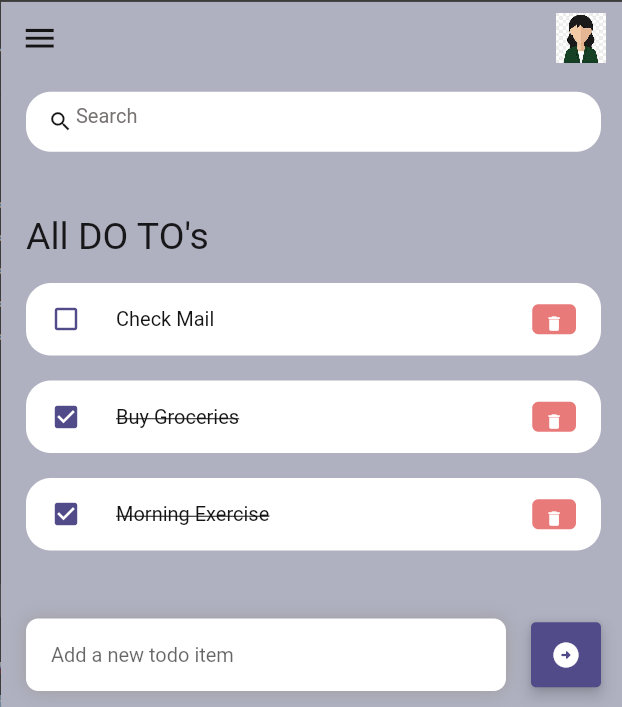 Search
All DO TO's
Check Mail
Buy Groceries
Morning Exercise
Add a new todo item